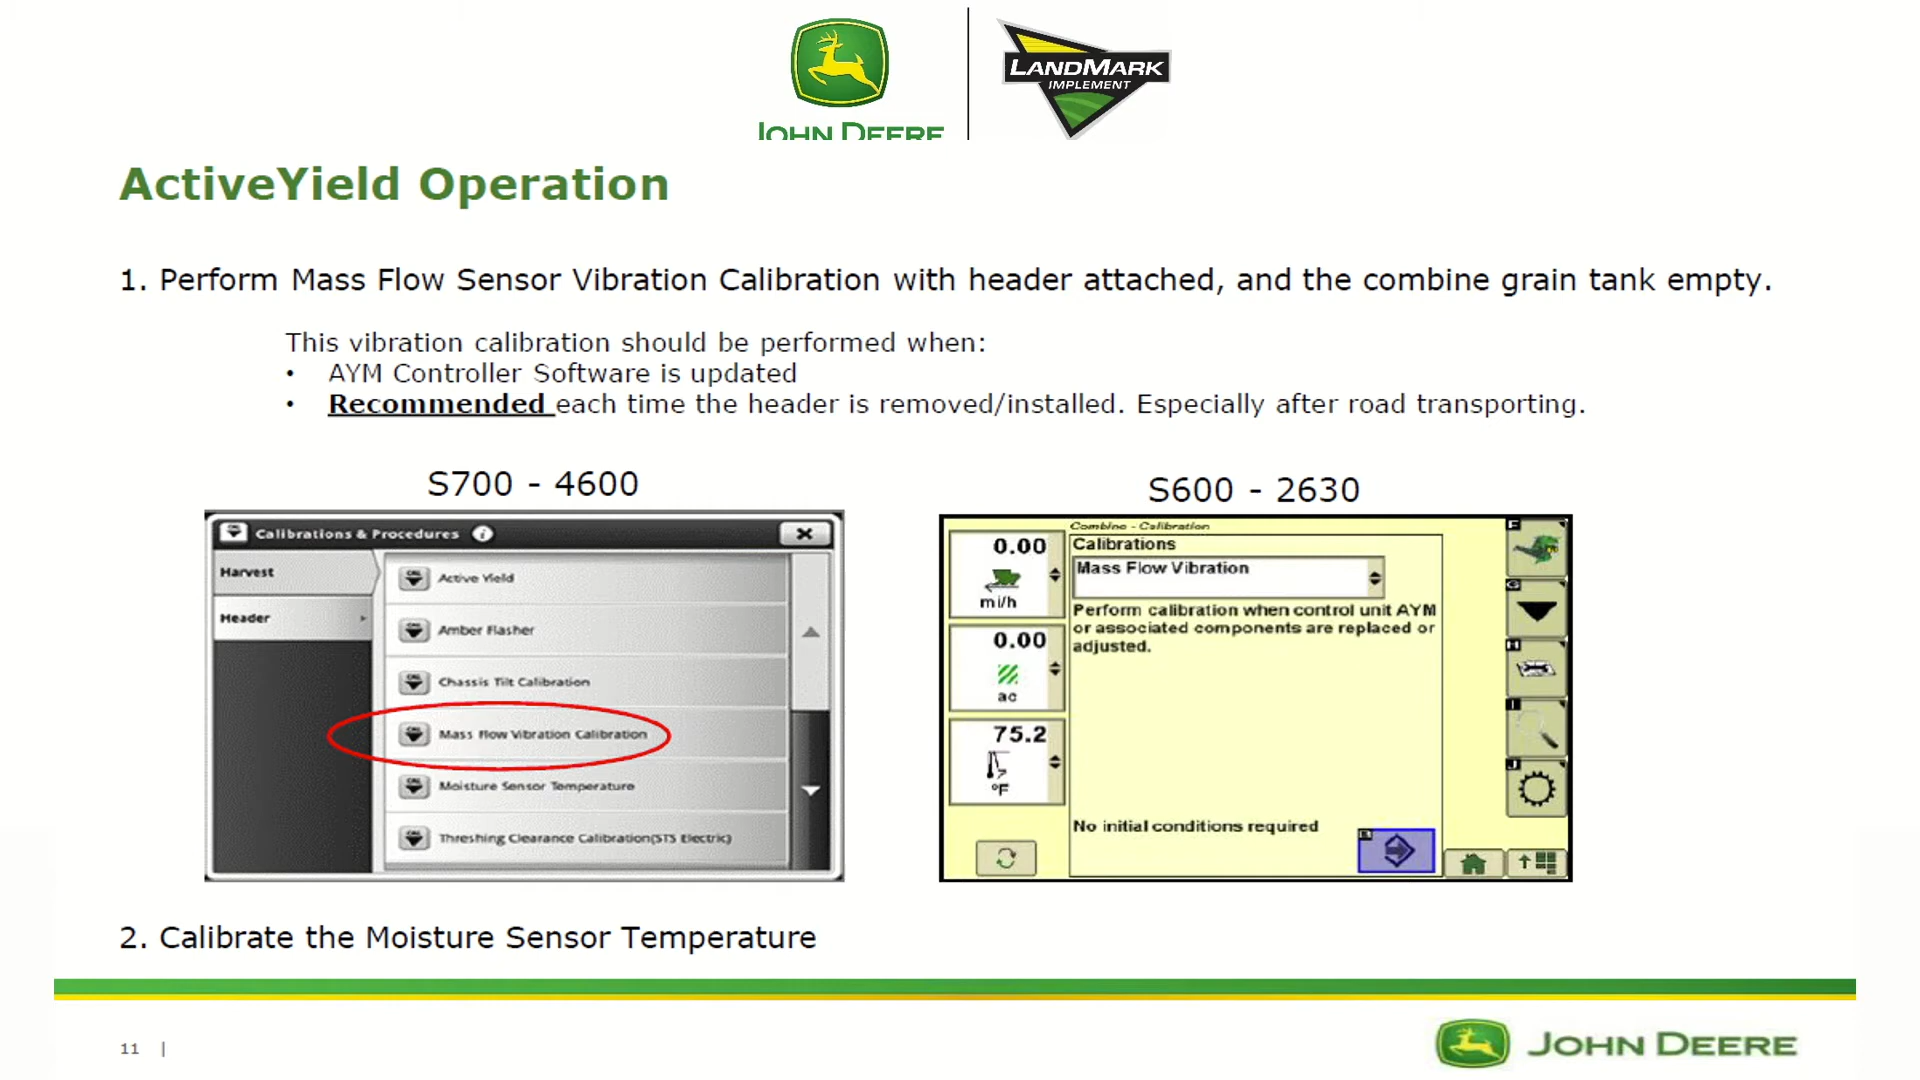 JOHN DEERE
LANDMARK
IMPLEMENT
ActiveYield Operation
1. Perform Mass Flow Sensor Vibration Calibration with header attached, and the combine grain tank empty.
This vibration calibration should be performed when:
• AYM Controller Software is updated
• Recommended each time the header is removed/installed. Especially after road transporting.
S700 - 4600
Calibrations & Procedures i
Harvest
Header
Active Yield
Amber Flasher
Chassis Tilt Calibration
Mass Flow Vibration Calibration
Moisture Sensor Temperature
Threshing Clearance Calibration(STS Electric)
S600 - 2630
Combine - Calibration
0.00
mi/h
0.00
ac
75.2
°F
Calibrations
Mass Flow Vibration
Perform calibration when control unit AYM
or associated components are replaced or
adjusted.
No initial conditions required
F
G
H
I
J
2. Calibrate the Moisture Sensor Temperature
11 |
JOHN DEERE